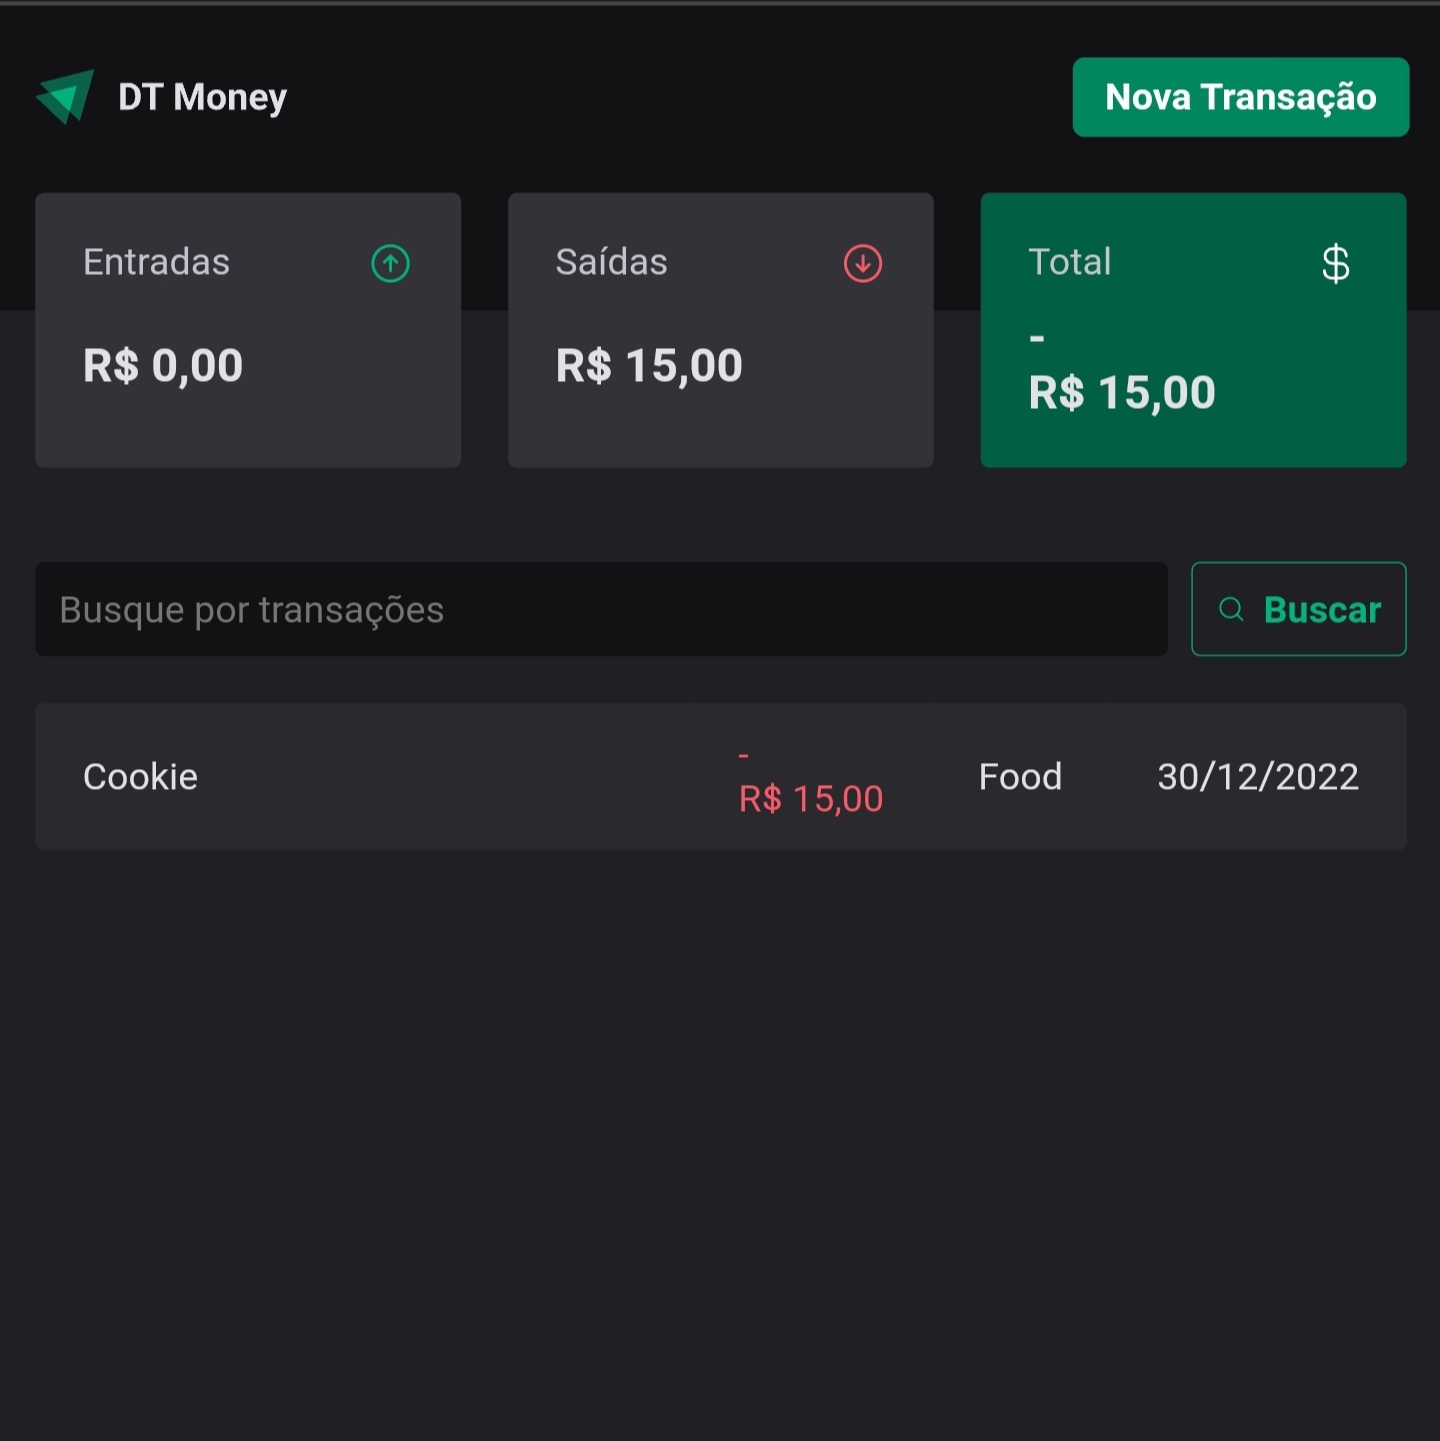 DT Money
Nova Transação
Entradas
R$ 0,00
Saídas
R$ 15,00
Total
$
-
R$ 15,00
Busque por transações
Buscar
Cookie
-
R$ 15,00
Food
30/12/2022